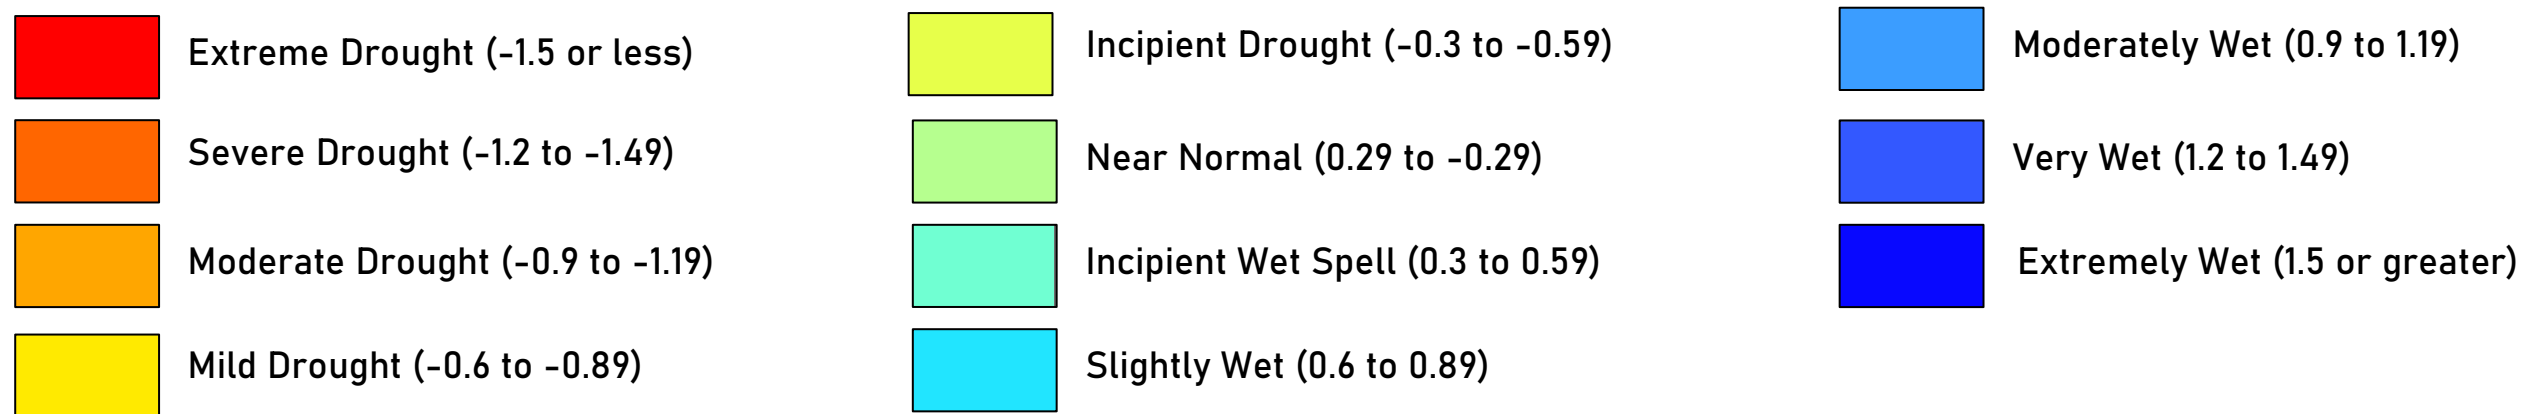 Extreme Drought (-1.5 or less)
Severe Drought (-1.2 to -1.49)
Moderate Drought (-0.9 to -1.19)
Mild Drought (-0.6 to -0.89)
Incipient Drought (-0.3 to -0.59)
Near Normal (0.29 to -0.29)
Incipient Wet Spell (0.3 to 0.59)
Slightly Wet (0.6 to 0.89)
Moderately Wet (0.9 to 1.19)
Very Wet (1.2 to 1.49)
Extremely Wet (1.5 or greater)